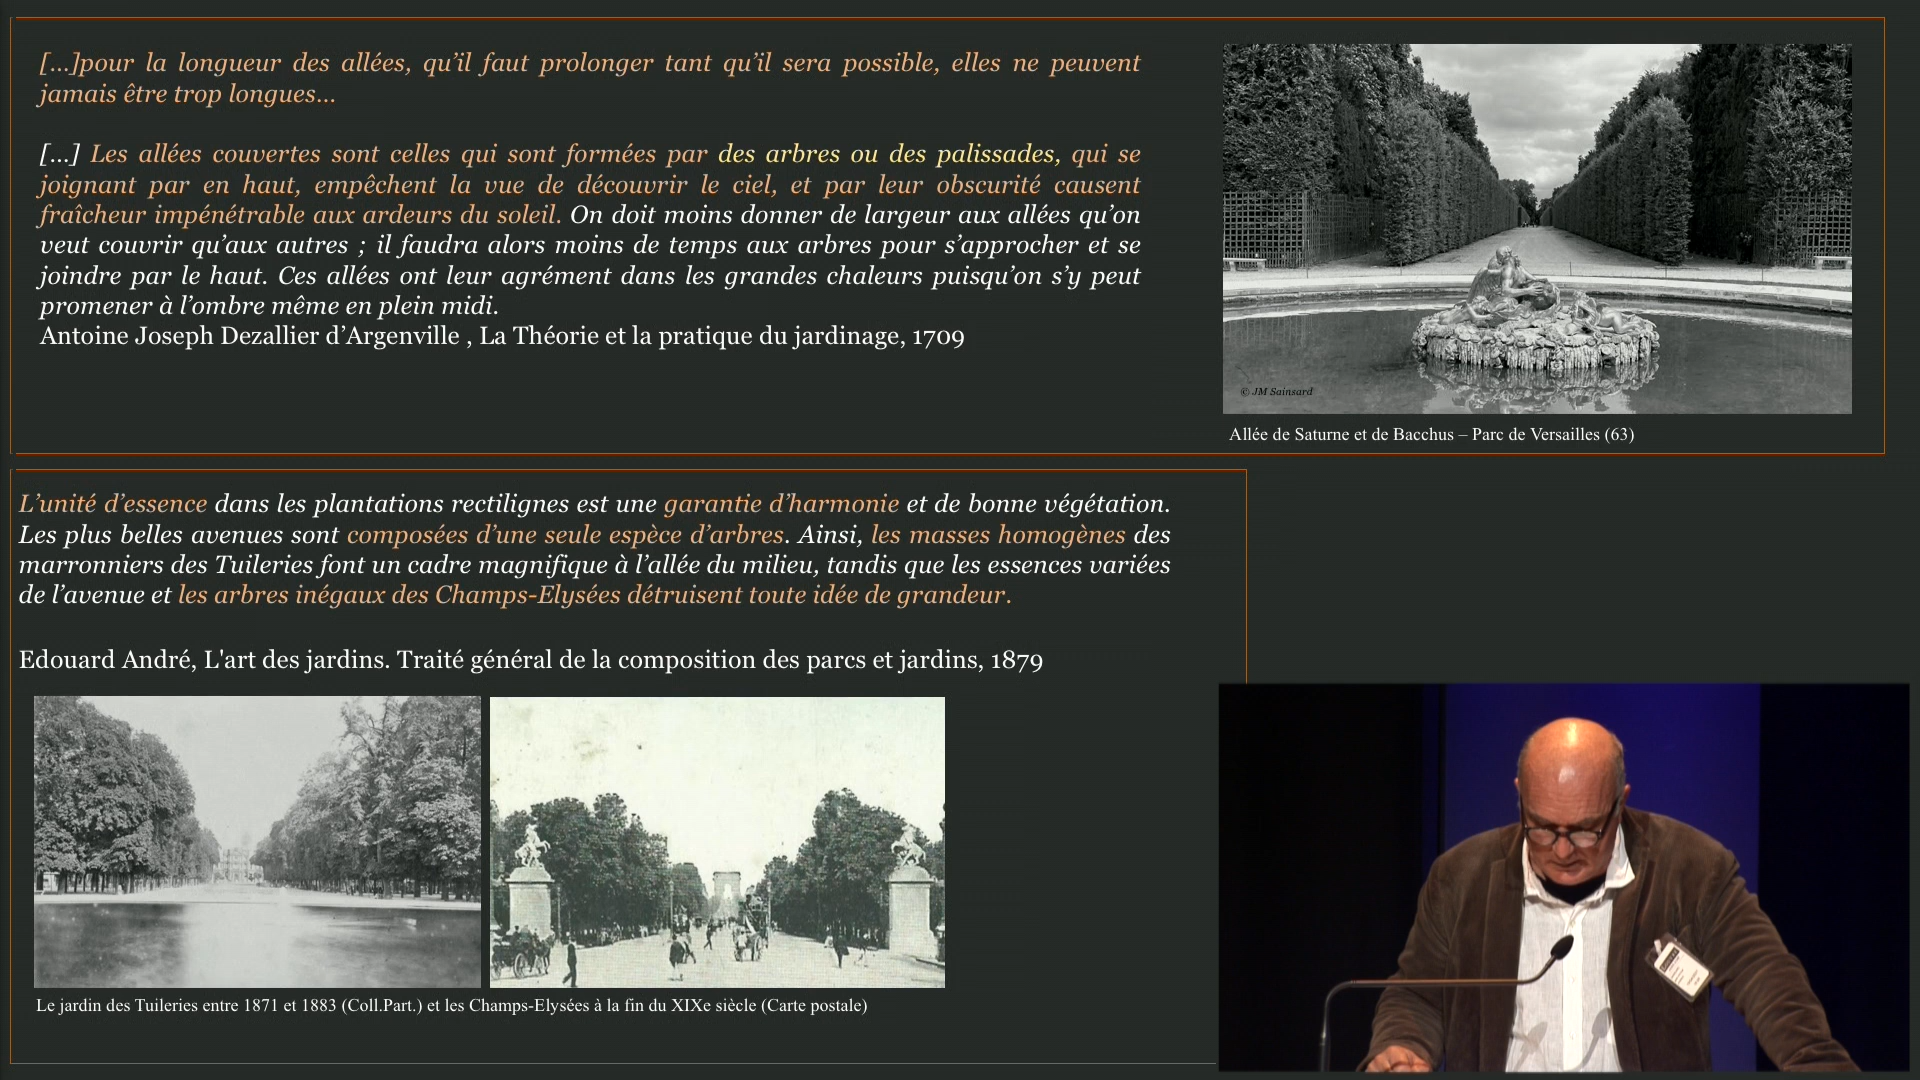 […]pour la longueur des allées, qu’il faut prolonger tant qu’il sera possible, elles ne peuvent
jamais être trop longues…
[…] Les allées couvertes sont celles qui sont formées par des arbres ou des palissades, qui se
joignant par en haut, empêchent la vue de découvrir le ciel, et par leur obscurité causent
fraîcheur impénétrable aux ardeurs du soleil. On doit moins donner de largeur aux allées qu’on
veut couvrir qu’aux autres ; il faudra alors moins de temps aux arbres pour s’approcher et se
joindre par le haut. Ces allées ont leur agrément dans les grandes chaleurs puisqu’on s’y peut
promener à l’ombre même en plein midi.
Antoine Joseph Dezallier d’Argenville , La Théorie et la pratique du jardinage, 1709
© JM Sainsard
Allée de Saturne et de Bacchus – Parc de Versailles (63)
L’unité d’essence dans les plantations rectilignes est une garantie d’harmonie et de bonne végétation.
Les plus belles avenues sont composées d’une seule espèce d’arbres. Ainsi, les masses homogènes des
marronniers des Tuileries font un cadre magnifique à l’allée du milieu, tandis que les essences variées
de l’avenue et les arbres inégaux des Champs-Elysées détruisent toute idée de grandeur.
Edouard André, L'art des jardins. Traité général de la composition des parcs et jardins, 1879
Le jardin des Tuileries entre 1871 et 1883 (Coll.Part.) et les Champs-Elysées à la fin du XIXe siècle (Carte postale)